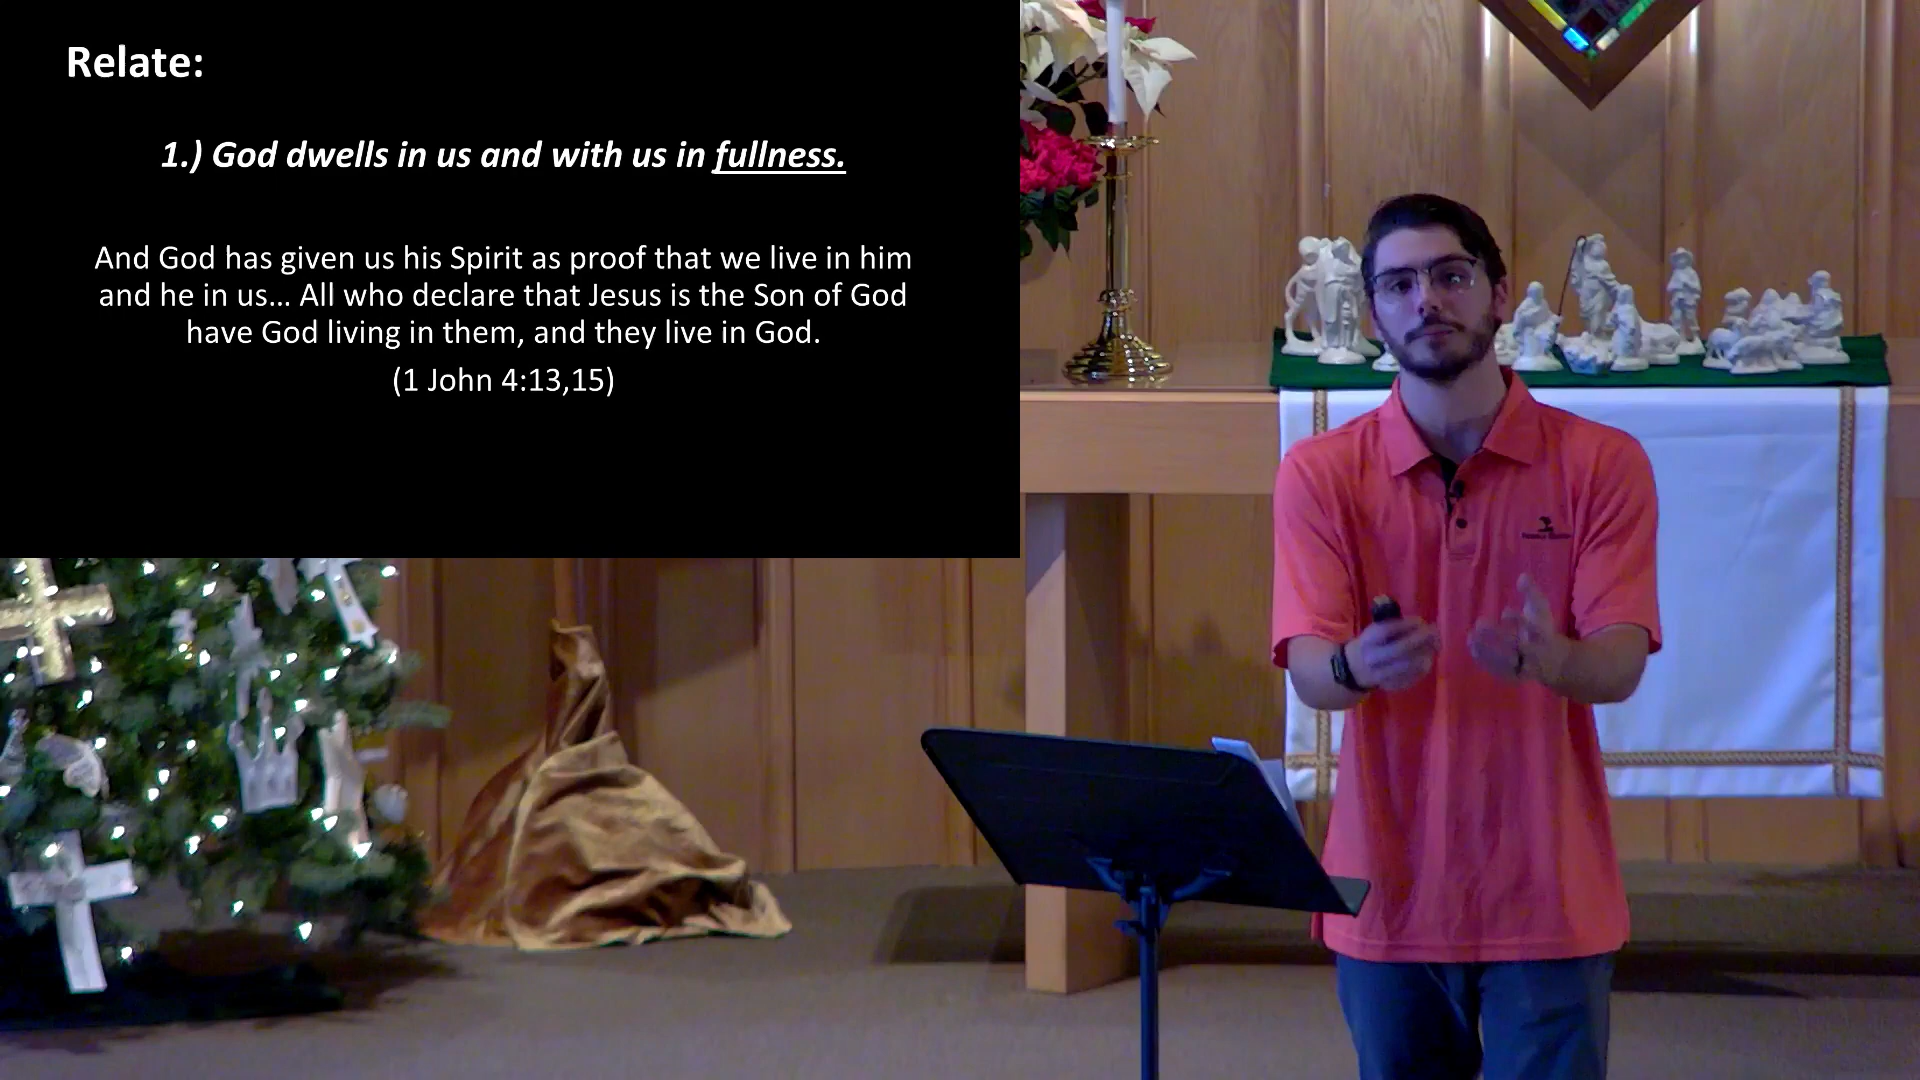 Relate:
1.) God dwells in us and with us in fullness.
And God has given us his Spirit as proof that we live in him
and he in us... All who declare that Jesus is the Son of God
have God living in them, and they live in God.
(1 John 4:13,15)